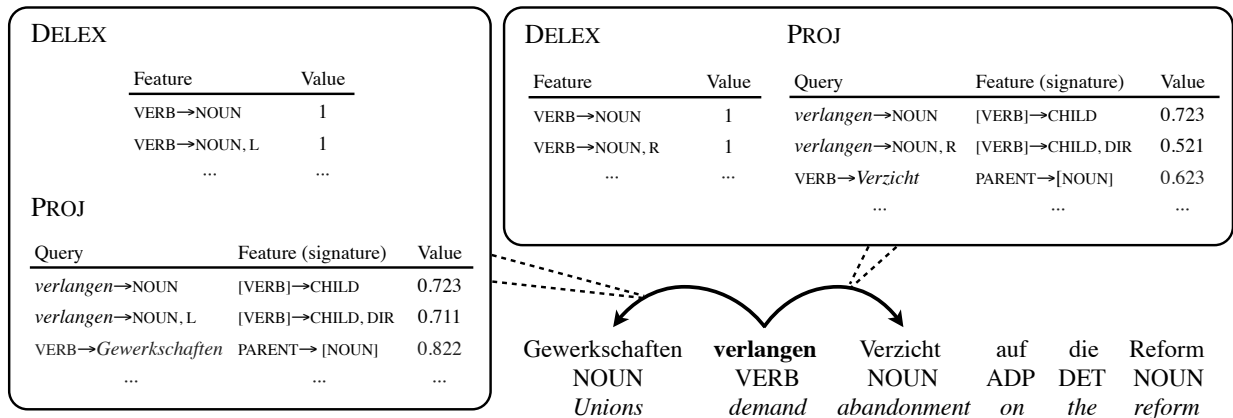 DELEX
Feature Value
VERB→NOUN 1
VERB→NOUN, L 1
... ...
PROJ
Query Feature (signature) Value
verlangen→NOUN [VERB]→CHILD 0.723
verlangen→NOUN, L [VERB]→CHILD, DIR 0.711
VERB→Gewerkschaften PARENT→ [NOUN] 0.822
... ... ...
DELEX
Feature Value
VERB→NOUN 1
VERB→NOUN, R 1
... ...
PROJ
Query Feature (signature) Value
verlangen→NOUN [VERB]→CHILD 0.723
verlangen→NOUN, R [VERB]→CHILD, DIR 0.521
VERB→Verzicht PARENT→[NOUN] 0.623
... ... ...
Gewerkschaften verlangen Verzicht auf die Reform
NOUN VERB NOUN ADP DET NOUN
Unions demand abandonment on the reform